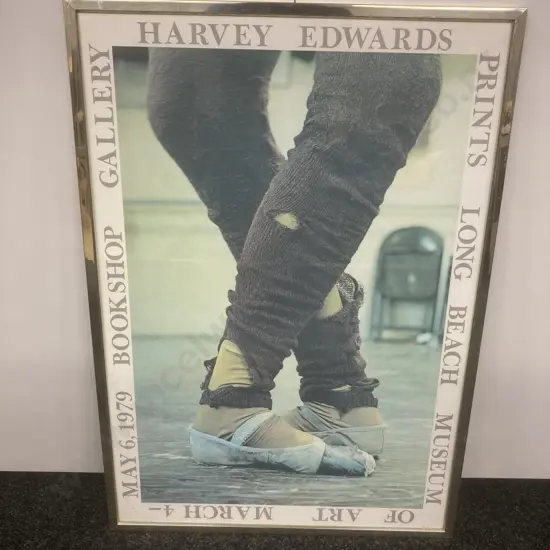 HARVEY EDWARDS
PRINTS LONG BEACH MUSEUM
OF ART MARCH 4–
MAY 6, 1979 BOOKSHOP GALLERY